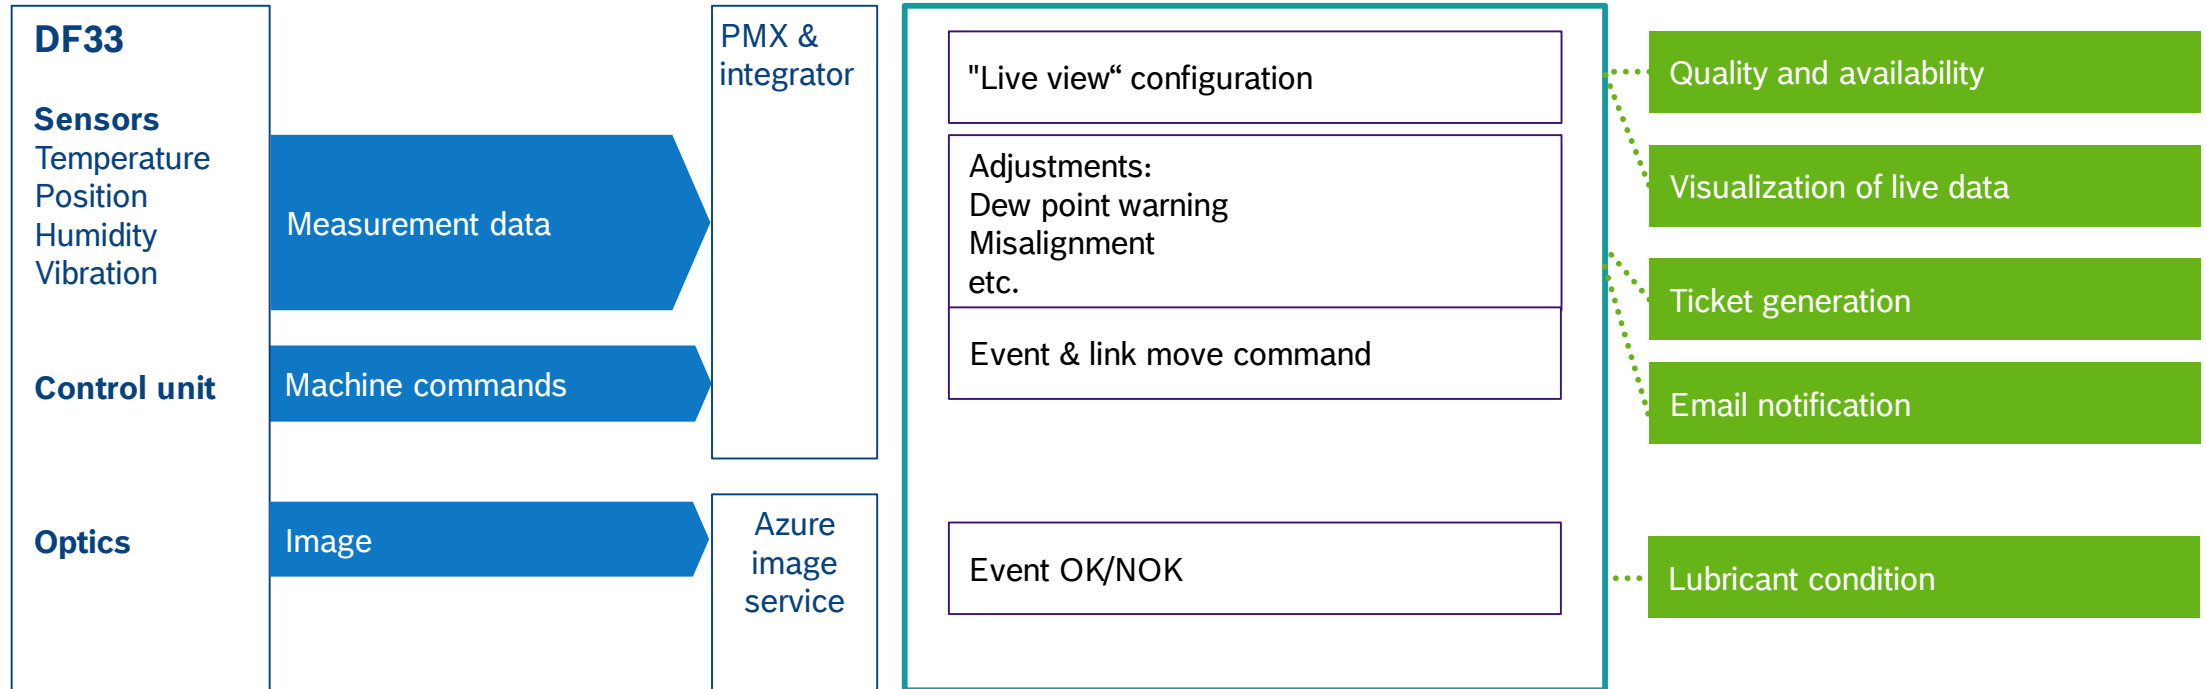 DF33
Sensors
Temperature
Position
Humidity
Vibration
Control unit
Optics
Measurement data
Machine commands
Image
PMX &
integrator
Azure
image
service
"Live view“ configuration
Adjustments:
Dew point warning
Misalignment
etc.
Event & link move command
Event OK/NOK
Quality and availability
Visualization of live data
Ticket generation
Email notification
Lubricant condition